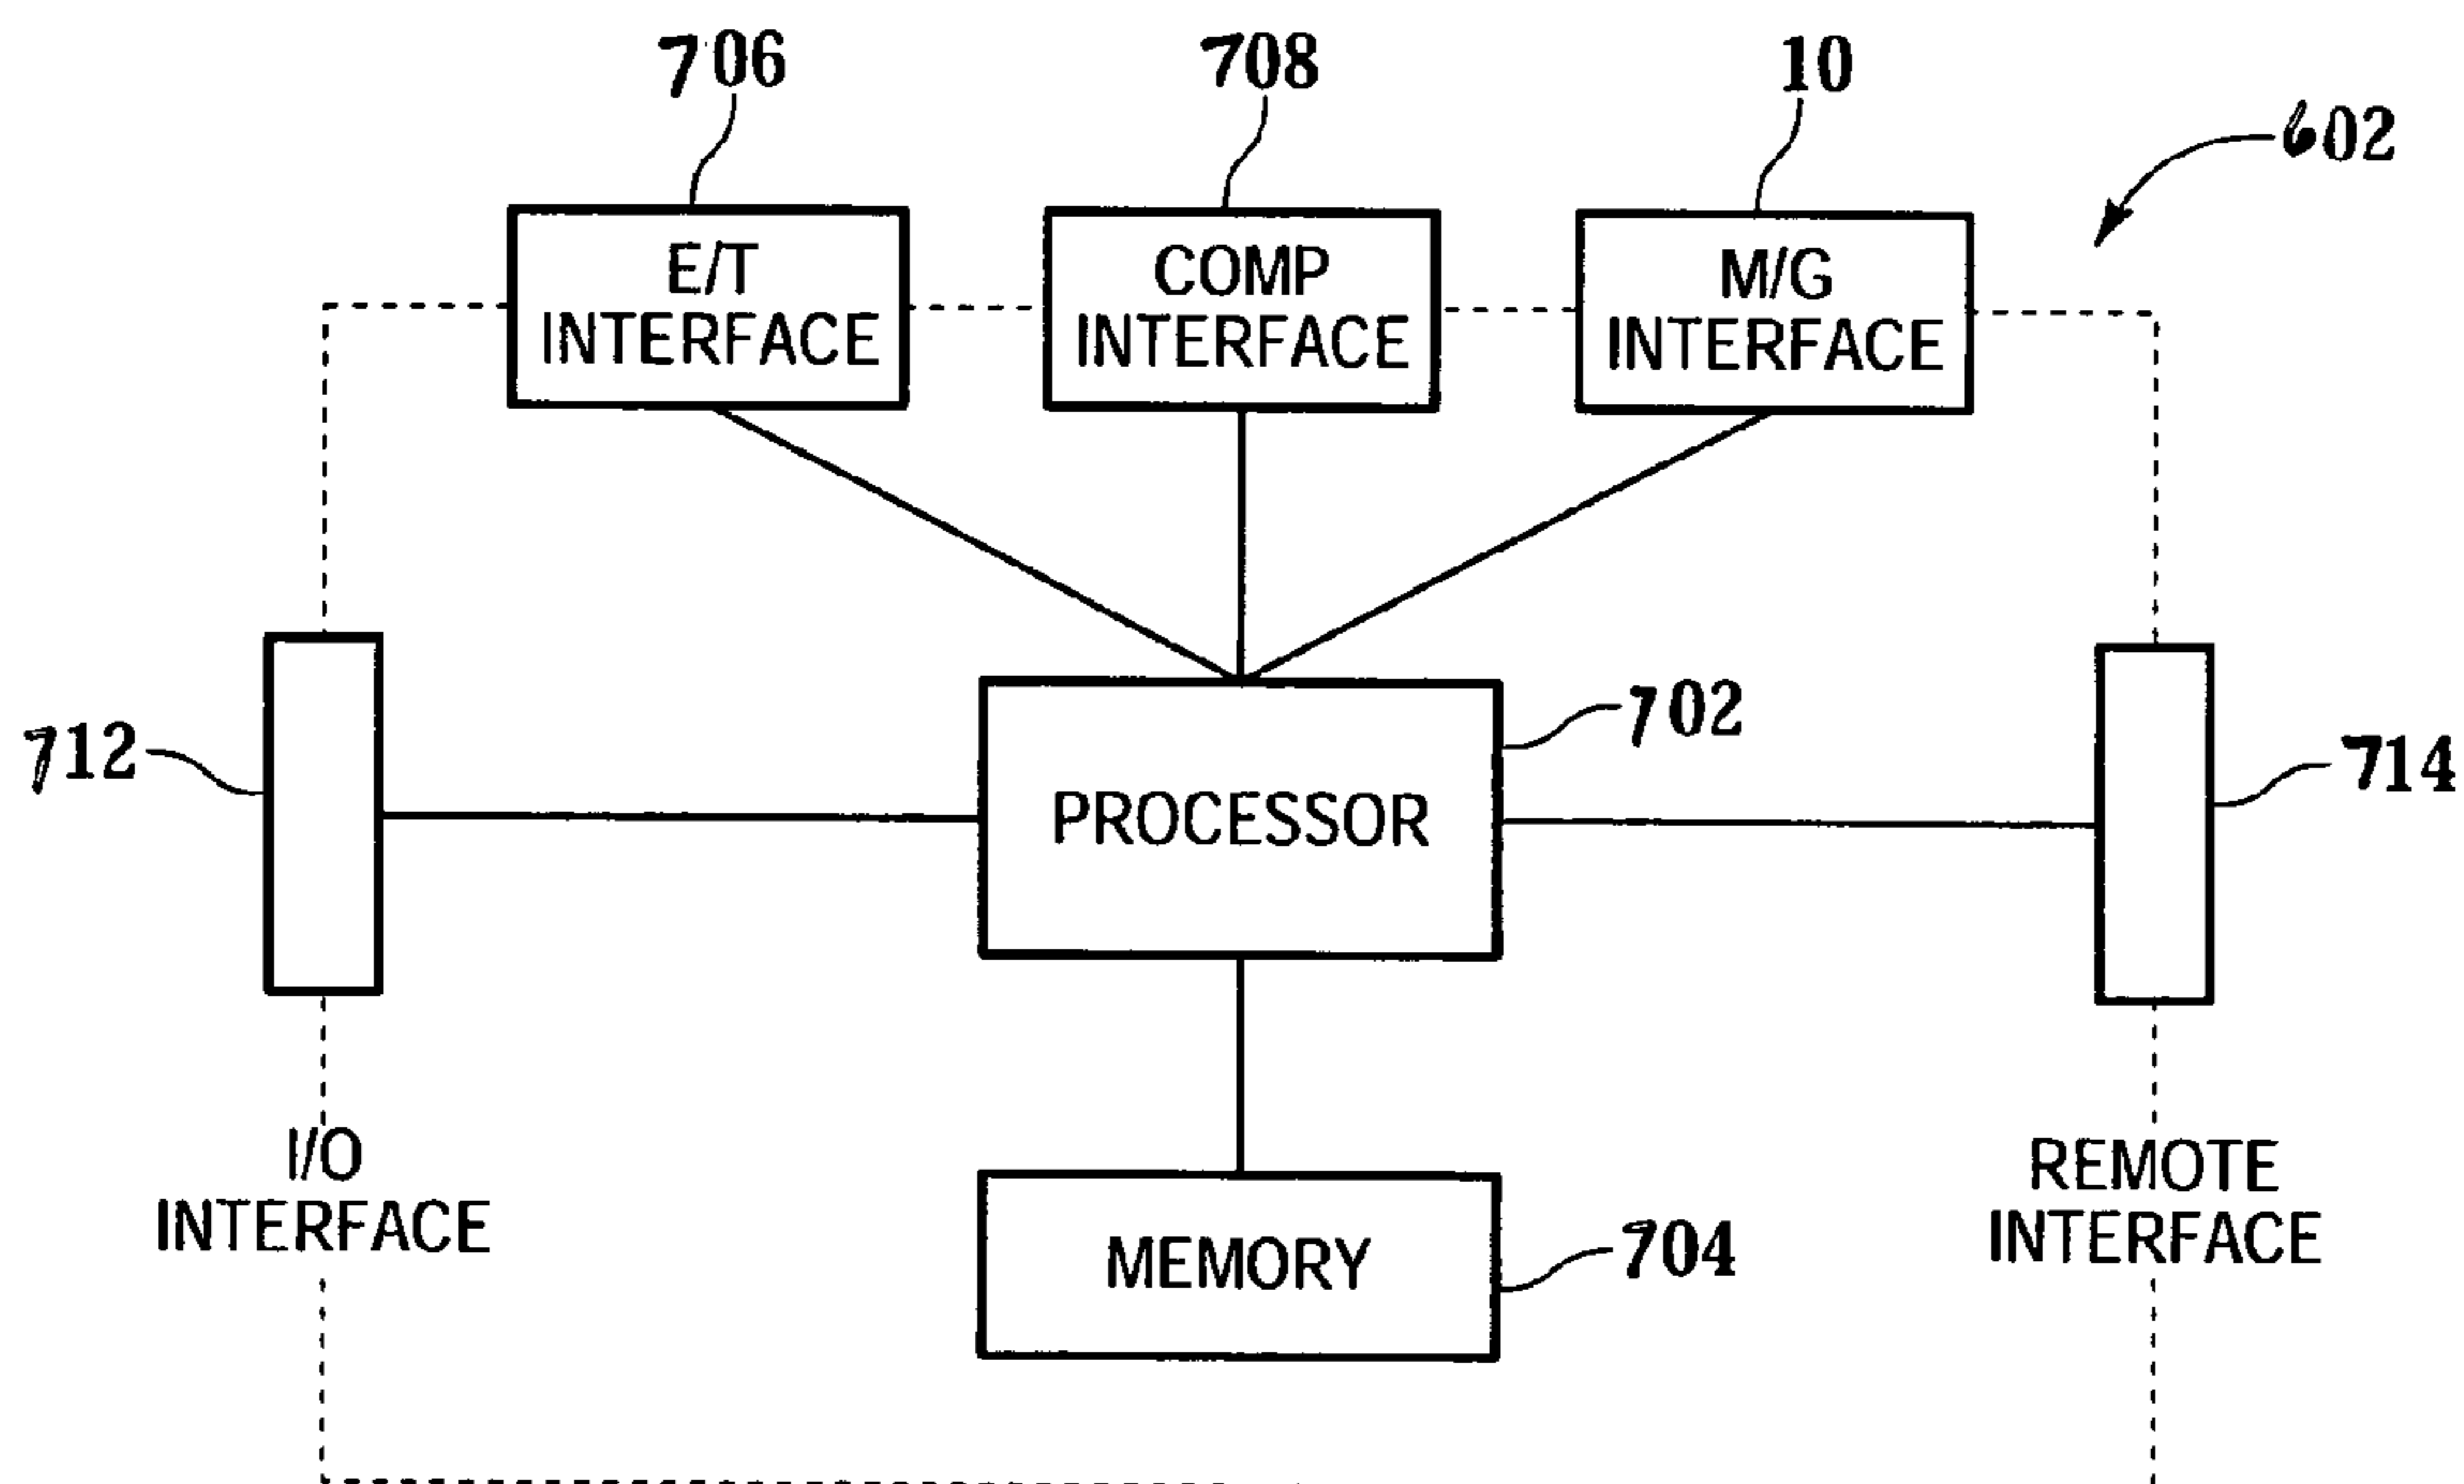 706
708
10
602
E/T
INTERFACE
COMP
INTERFACE
M/G
INTERFACE
712
702
714
PROCESSOR
I/O
INTERFACE
REMOTE
INTERFACE
MEMORY
704